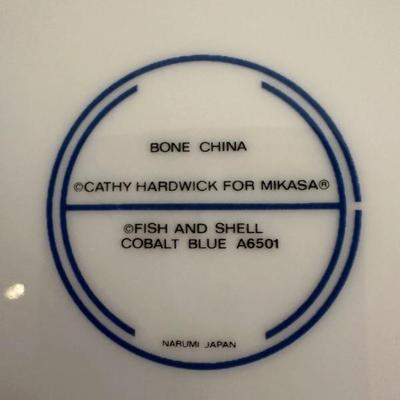 BONE CHINA
©CATHY HARDWICK FOR MIKASA®
©FISH AND SHELL
COBALT BLUE A6501
NARUMI JAPAN